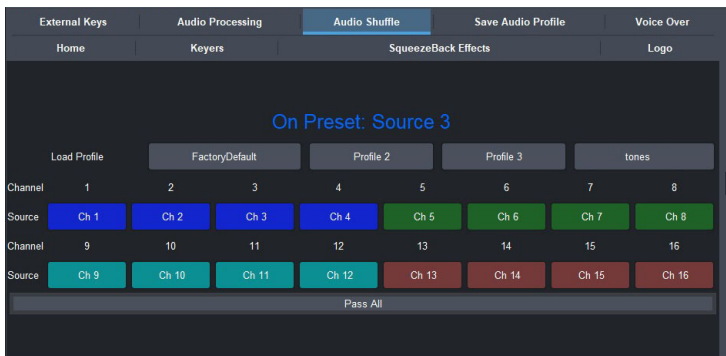 External Keys Audio Processing Audio Shuffle Save Audio Profile Voice Over
Home Keyers SqueezeBack Effects Logo
On Preset: Source 3
Load Profile FactoryDefault Profile 2 Profile 3 tones
Channel 1 2 3 4 5 6 7 8
Source Ch 1 Ch 2 Ch 3 Ch 4 Ch 5 Ch 6 Ch 7 Ch 8
Channel 9 10 11 12 13 14 15 16
Source Ch 9 Ch 10 Ch 11 Ch 12 Ch 13 Ch 14 Ch 15 Ch 16
Pass All